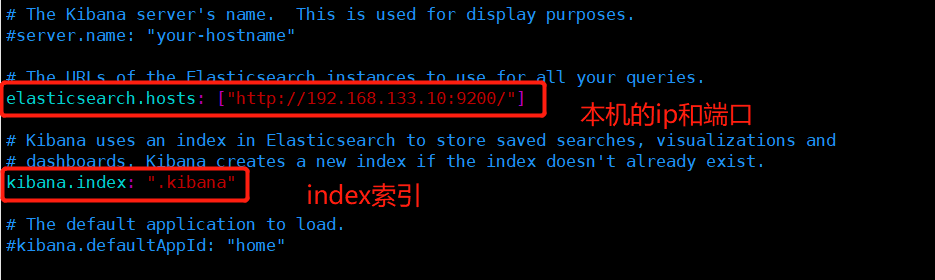 # The Kibana server's name.  This is used for display purposes.
#server.name: "your-hostname"
# The URLs of the Elasticsearch instances to use for all your queries.
elasticsearch.hosts: ["http://192.168.133.10:9200/"]
本机的ip和端口
# Kibana uses an index in Elasticsearch to store saved searches, visualizations and
# dashboards. Kibana creates a new index if the index doesn't already exist.
kibana.index: ".kibana"
index索引
# The default application to load.
#kibana.defaultAppId: "home"